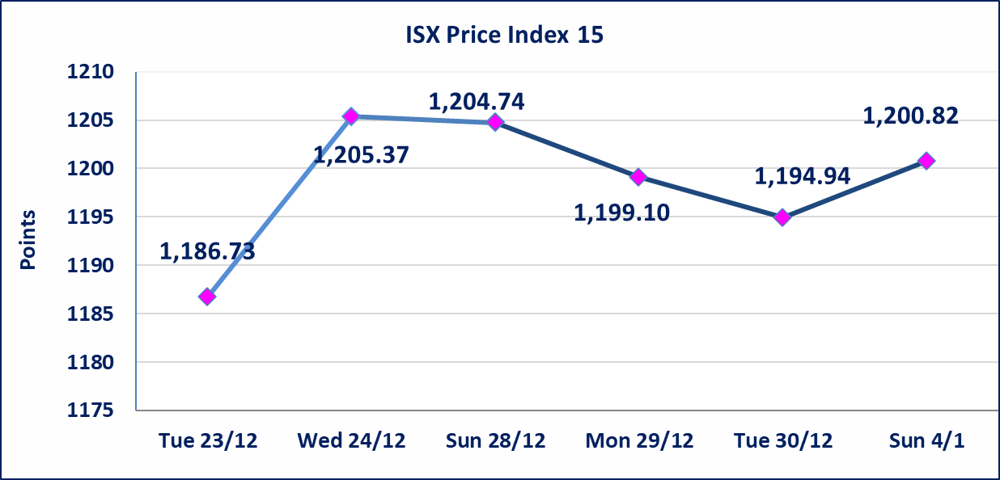 ISX Price Index 15
1210
1205
1200
1195
1190
1185
1180
1175
Points
1,186.73
1,205.37
1,204.74
1,199.10
1,194.94
1,200.82
Tue 23/12
Wed 24/12
Sun 28/12
Mon 29/12
Tue 30/12
Sun 4/1